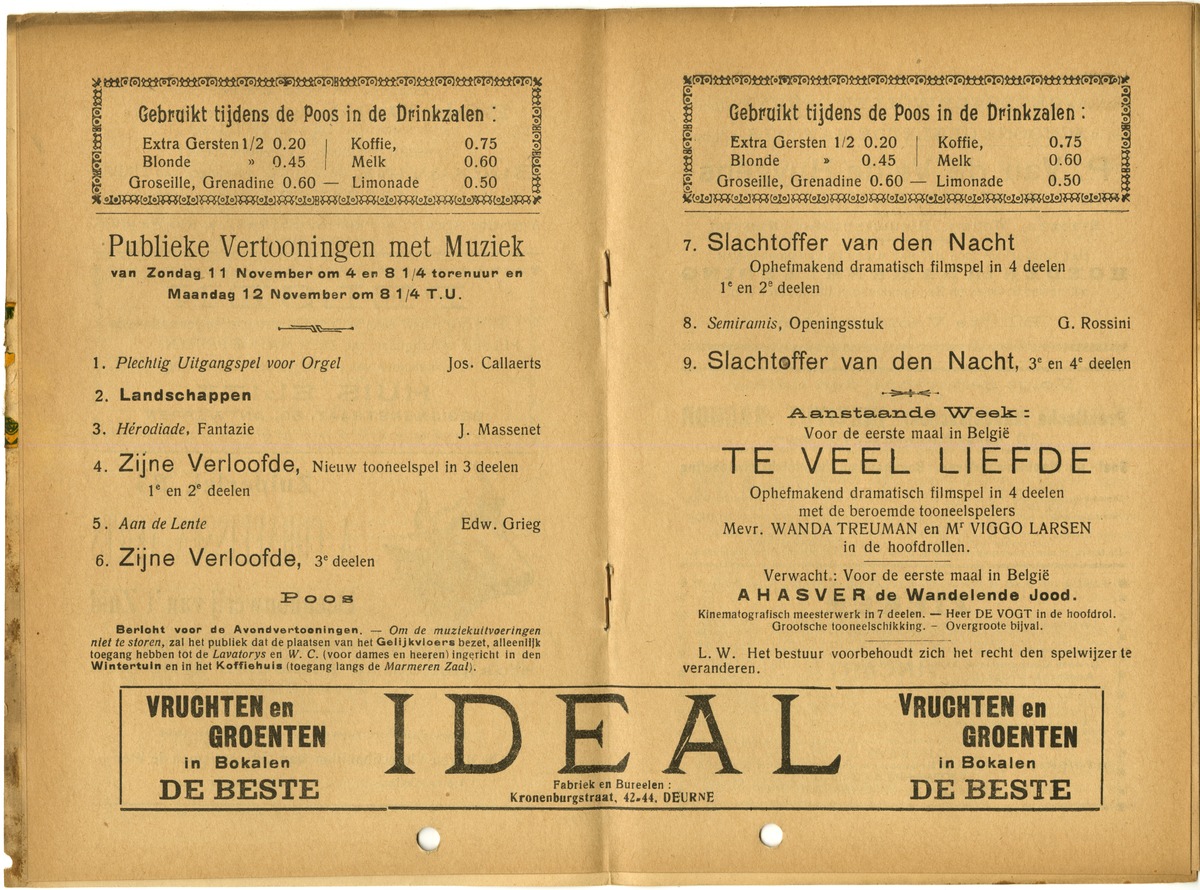 Gebruikt tijdens de Poos in de Drinkzalen :
Extra Gersten 1/2 0.20 | Koffie, 0.75
Blonde » 0.45 | Melk 0.60
Groseille, Grenadine 0.60 — Limonade 0.50
Publieke Vertooningen met Muziek
van Zondag 11 November om 4 en 8 1/4 torenuur en
Maandag 12 November om 8 1/4 T.U.
1. Plechtig Uitgangspel voor Orgel Jos. Callaerts
2. Landschappen
3. Hérodiade, Fantazie J. Massenet
4. Zijne Verloofde, Nieuw tooneelspel in 3 deelen
1e en 2e deelen
5. Aan de Lente Edw. Grieg
6. Zijne Verloofde, 3e deelen
Poos
Bericht voor de Avondvertooningen. — Om de muziekuitvoeringen
niet te storen, zal het publiek dat de plaatsen van het Gelijkvloers bezet, alleenlijk
toegang hebben tot de Lavatorys en W. C. (voor dames en heeren) ingericht in den
Wintertuin en in het Koffiehuis (toegang langs de Marmeren Zaal).
Gebruikt tijdens de Poos in de Drinkzalen :
Extra Gersten 1/2 0.20 | Koffie, 0.75
Blonde » 0.45 | Melk 0.60
Groseille, Grenadine 0.60 — Limonade 0.50
7. Slachtoffer van den Nacht
Ophefmakend dramatisch filmspel in 4 deelen
1e en 2e deelen
8. Semiramis, Openingsstuk G. Rossini
9. Slachtoffer van den Nacht, 3e en 4e deelen
Aanstaande Week :
Voor de eerste maal in België
TE VEEL LIEFDE
Ophefmakend dramatisch filmspel in 4 deelen
met de beroemde tooneelspelers
Mevr. WANDA TREUMAN en Mr VIGGO LARSEN
in de hoofdrollen.
Verwacht : Voor de eerste maal in België
AHASVER de Wandelende Jood.
Kinematografisch meesterwerk in 7 deelen. — Heer DE VOGT in de hoofdrol.
Grootsche tooneelschikking. – Overgroote bijval.
L. W. Het bestuur voorbehoudt zich het recht den spelwijzer te
veranderen.
VRUCHTEN en
GROENTEN
in Bokalen
DE BESTE
IDEAL
Fabriek en Bureelen :
Kronenburgstraat, 42-44, DEURNE
VRUCHTEN en
GROENTEN
in Bokalen
DE BESTE